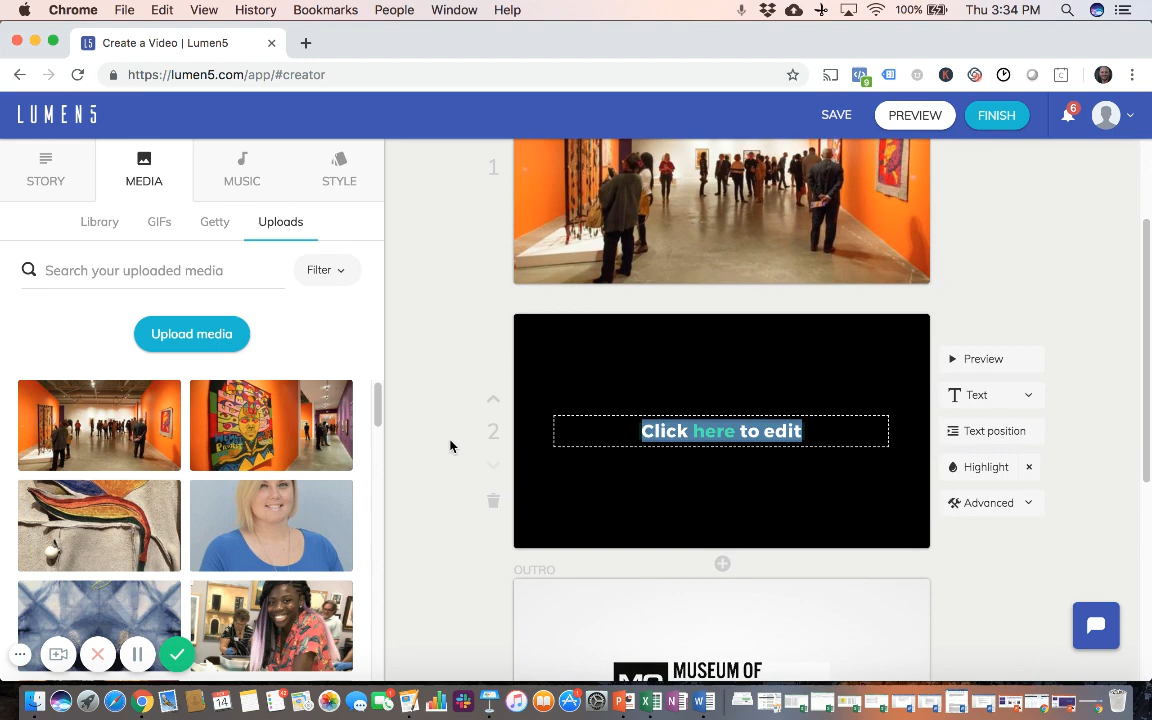 Chrome File Edit View History Bookmarks People Window Help 100% Thu 3:34 PM
L5 Create a Video | Lumen5
https://lumen5.com/app/#creator 9
LUMEN5 SAVE PREVIEW FINISH 6
STORY MEDIA MUSIC STYLE
1
Library GIFs Getty Uploads
Search your uploaded media Filter
Upload media
Preview
Text
2
Click here to edit
Text position
Highlight ×
Advanced
OUTRO
MUSEUM OF